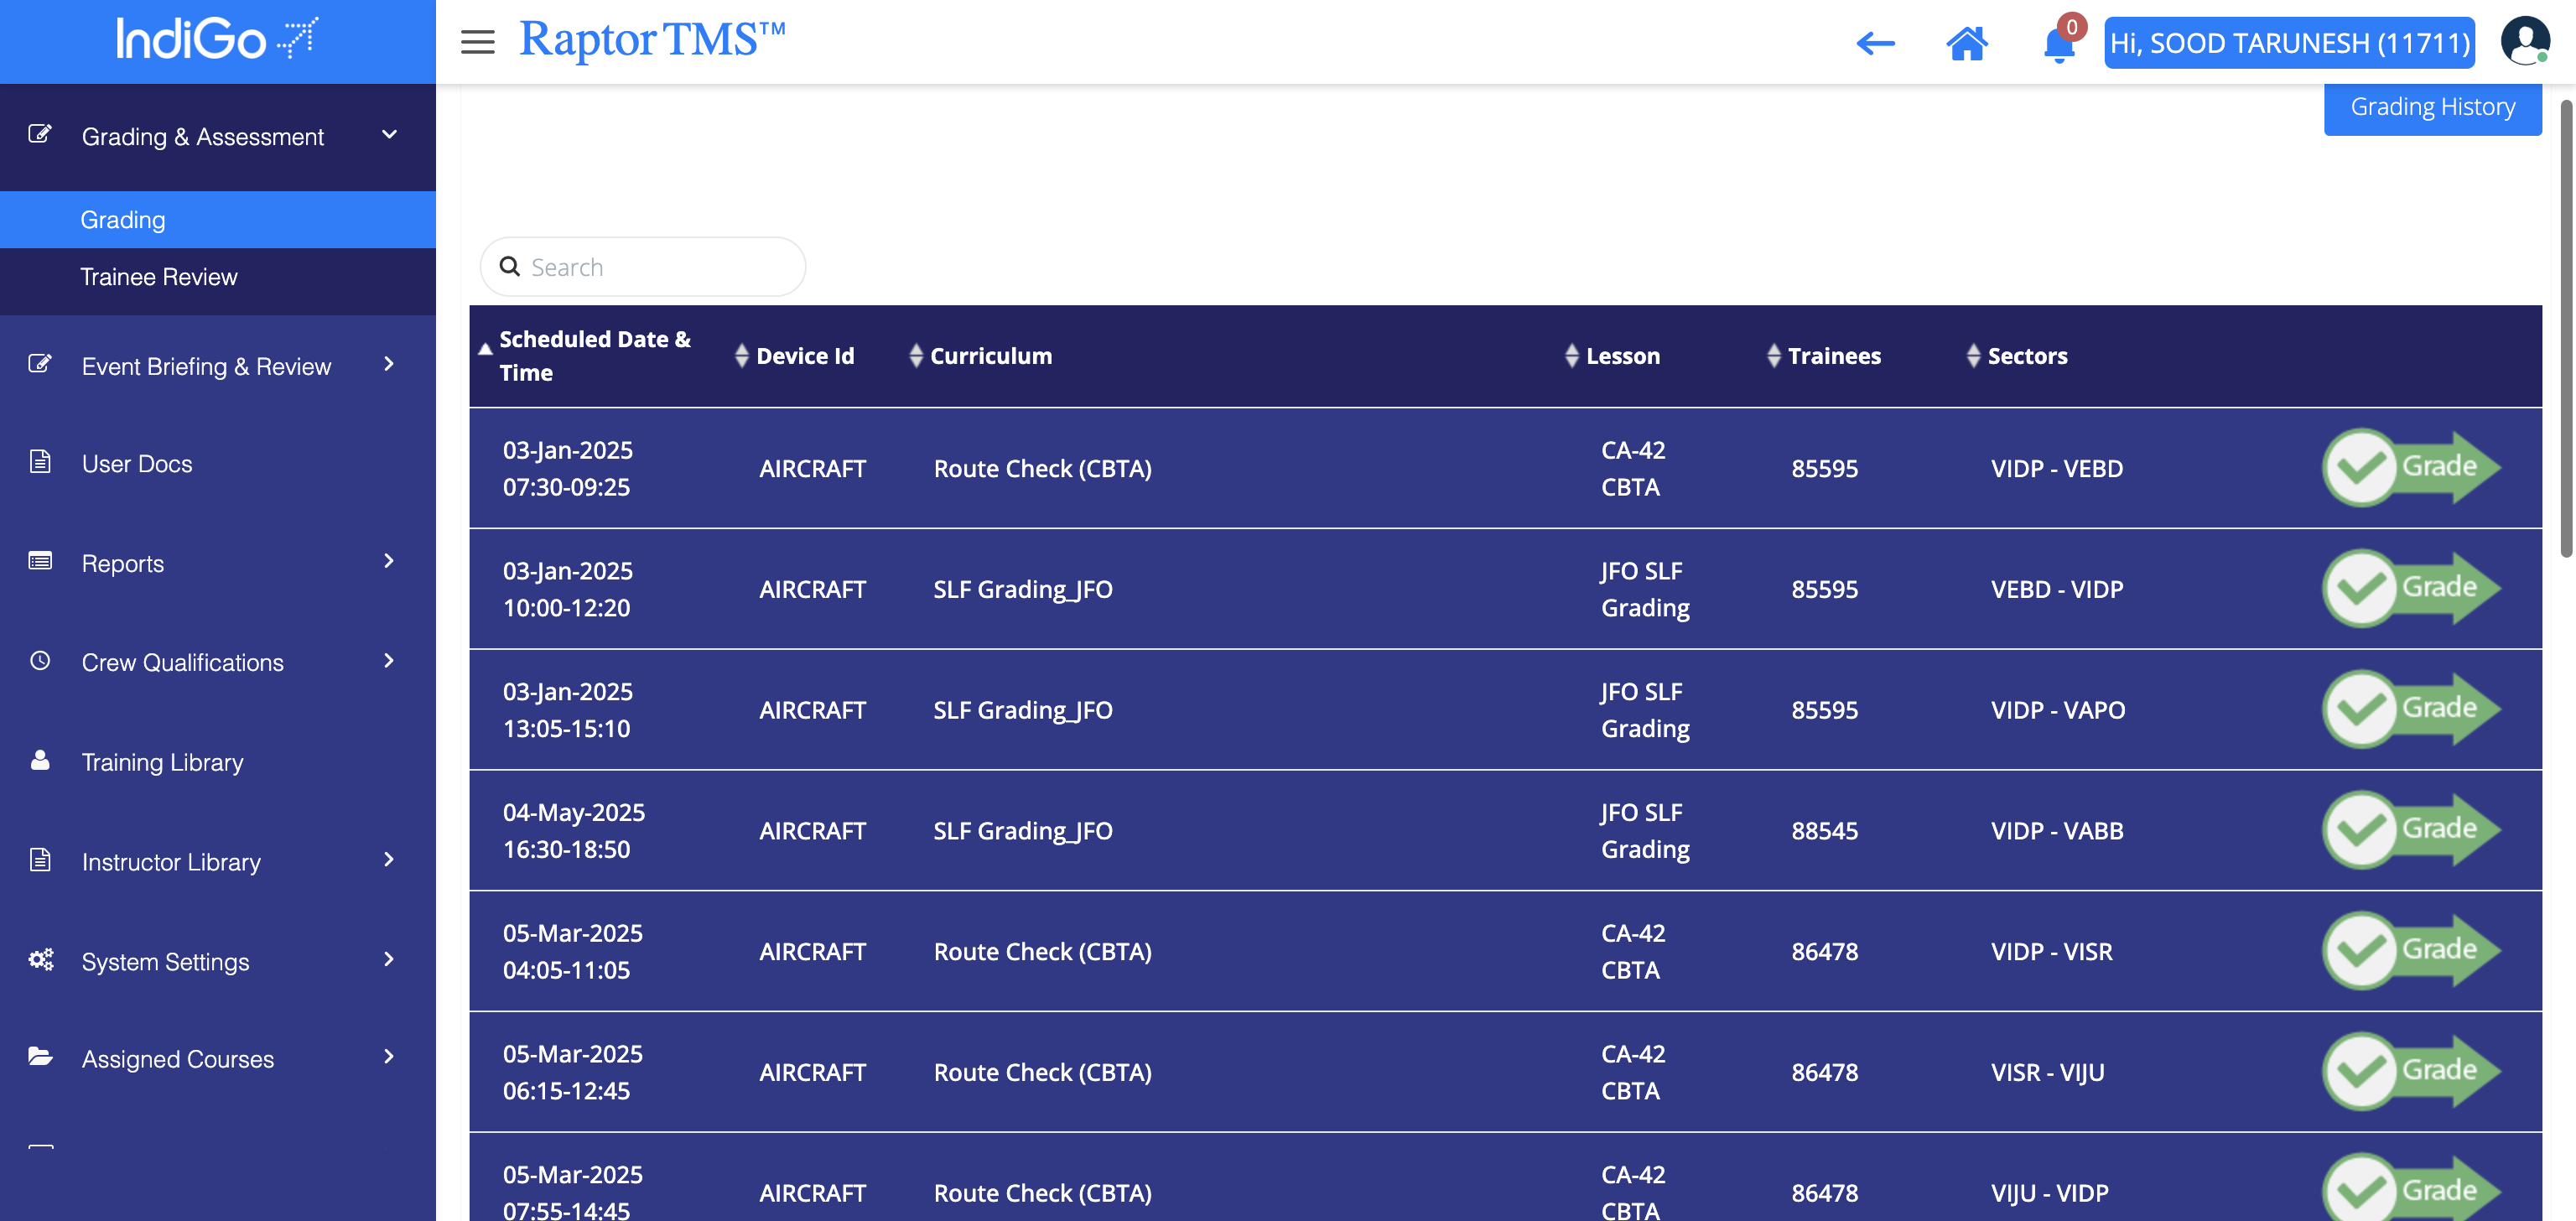 IndiGo
Raptor TMS™
0
Hi, SOOD TARUNESH (11711)
Grading & Assessment
Grading
Trainee Review
Event Briefing & Review
User Docs
Reports
Crew Qualifications
Training Library
Instructor Library
System Settings
Assigned Courses
Grading History
Search
Scheduled Date & Time
Device Id
Curriculum
Lesson
Trainees
Sectors
03-Jan-2025
07:30-09:25
AIRCRAFT
Route Check (CBTA)
CA-42
CBTA
85595
VIDP - VEBD
Grade
03-Jan-2025
10:00-12:20
AIRCRAFT
SLF Grading_JFO
JFO SLF
Grading
85595
VEBD - VIDP
Grade
03-Jan-2025
13:05-15:10
AIRCRAFT
SLF Grading_JFO
JFO SLF
Grading
85595
VIDP - VAPO
Grade
04-May-2025
16:30-18:50
AIRCRAFT
SLF Grading_JFO
JFO SLF
Grading
88545
VIDP - VABB
Grade
05-Mar-2025
04:05-11:05
AIRCRAFT
Route Check (CBTA)
CA-42
CBTA
86478
VIDP - VISR
Grade
05-Mar-2025
06:15-12:45
AIRCRAFT
Route Check (CBTA)
CA-42
CBTA
86478
VISR - VIJU
Grade
05-Mar-2025
07:55-14:45
AIRCRAFT
Route Check (CBTA)
CA-42
CBTA
86478
VIJU - VIDP
Grade